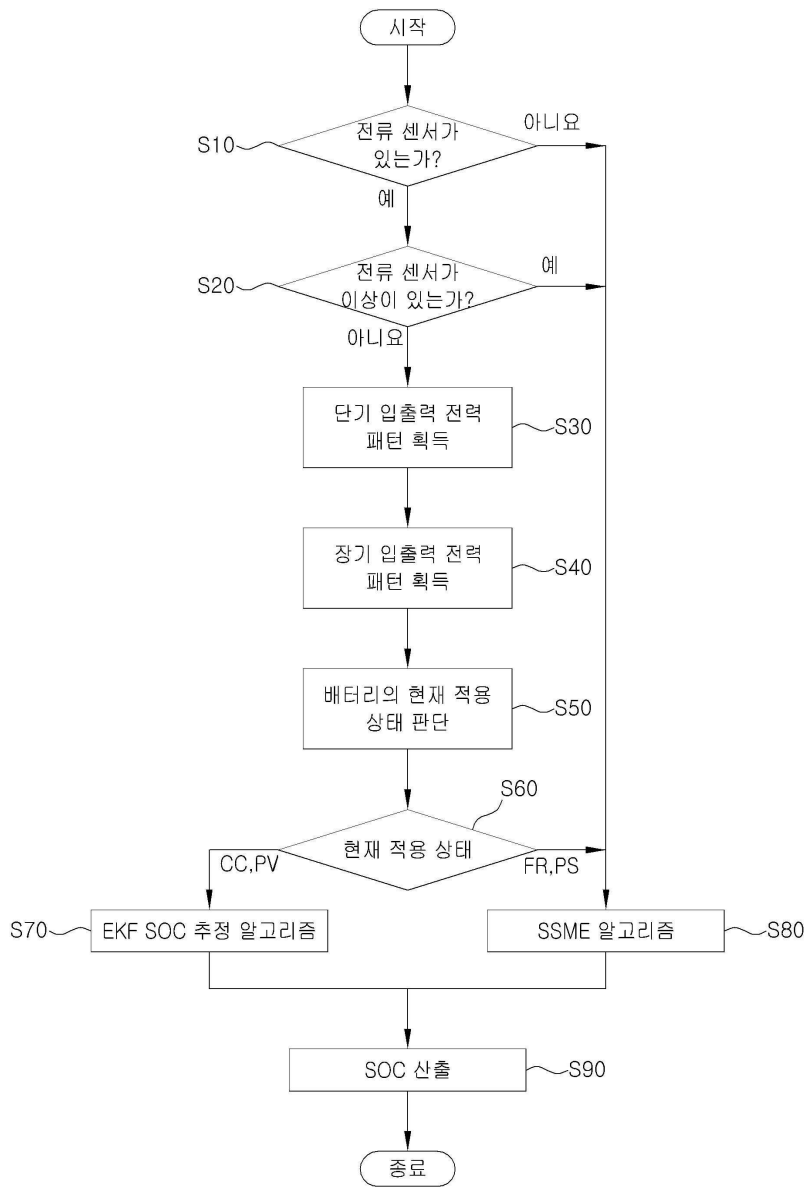 시작
전류 센서가
있는가?
아니요
S10
예
전류 센서가
이상이 있는가?
예
S20
아니요
단기 입출력 전력
패턴 획득
S30
장기 입출력 전력
패턴 획득
S40
배터리의 현재 적용
상태 판단
S50
S60
현재 적용 상태
CC,PV
FR,PS
S70
EKF SOC 추정 알고리즘
SSME 알고리즘
S80
SOC 산출
S90
종료